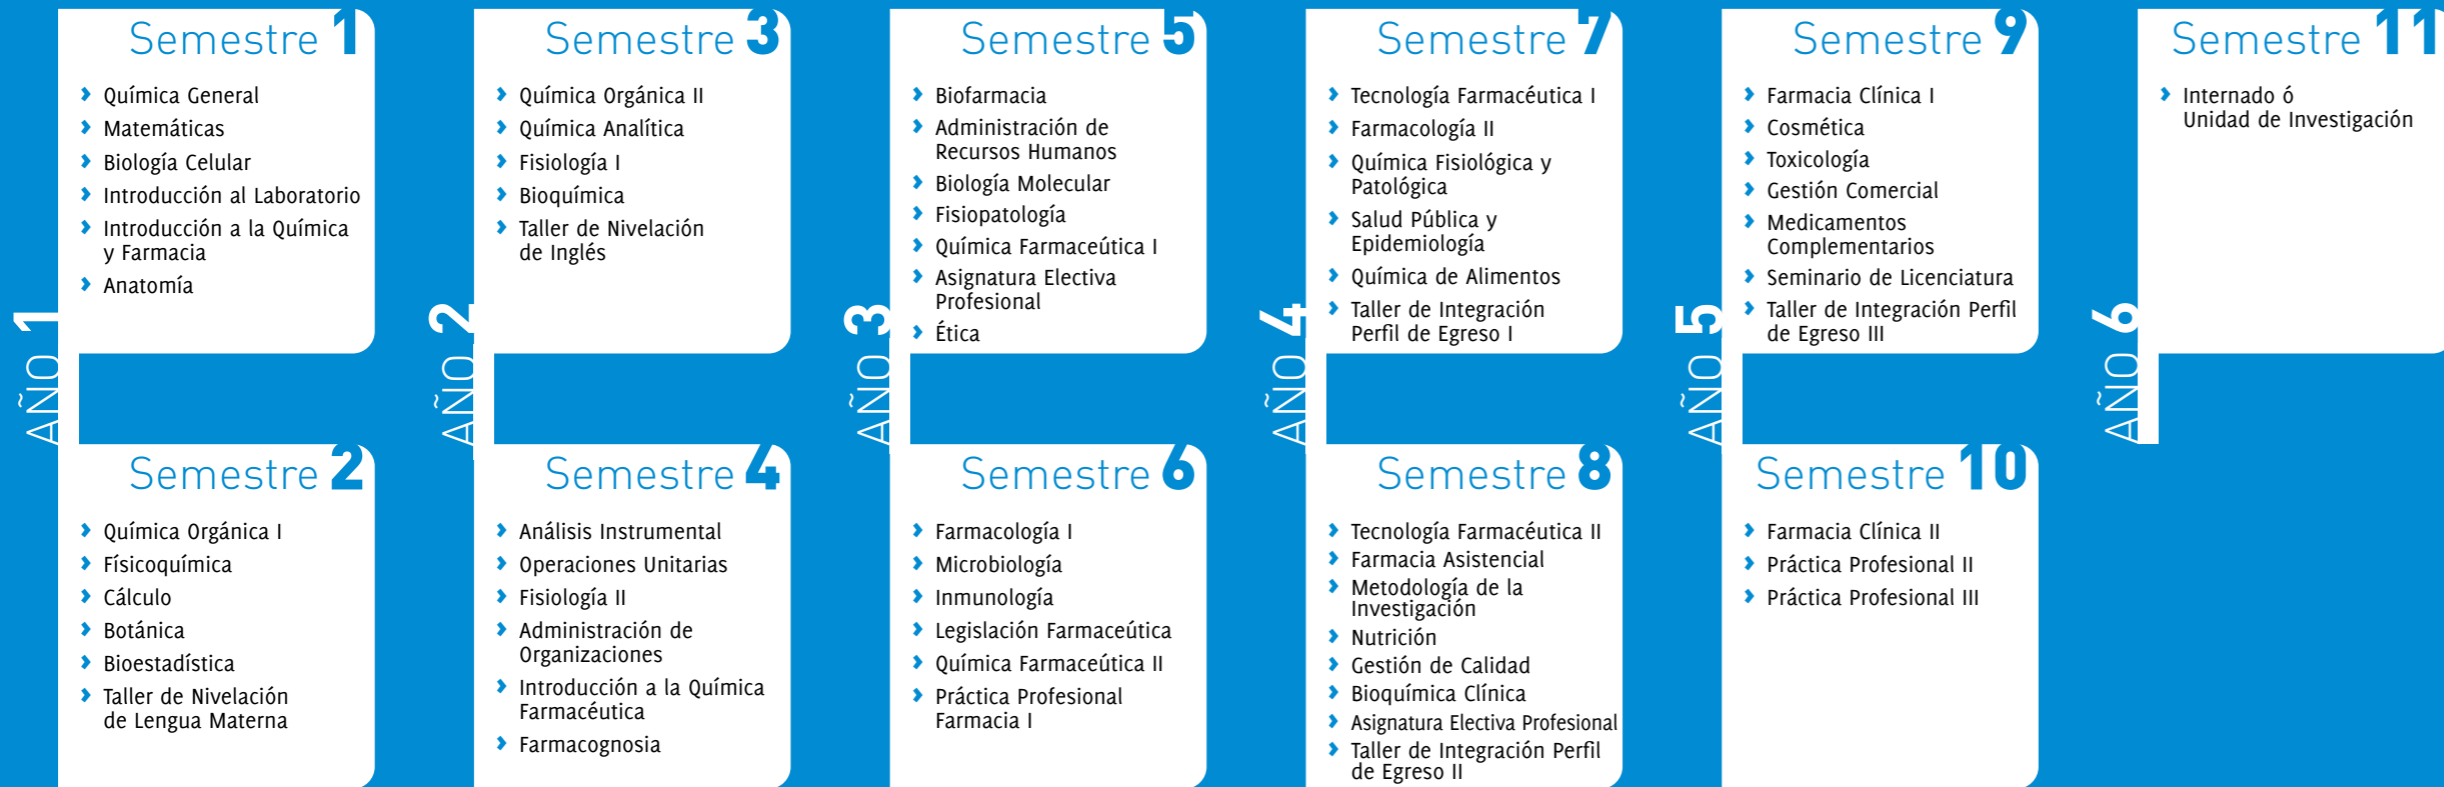 AÑO 1
Semestre 1
Química General
Matemáticas
Biología Celular
Introducción al Laboratorio
Introducción a la Química
y Farmacia
Anatomía
Semestre 2
Química Orgánica I
Físicoquímica
Cálculo
Botánica
Bioestadística
Taller de Nivelación
de Lengua Materna
AÑO 2
Semestre 3
Química Orgánica II
Química Analítica
Fisiología I
Bioquímica
Taller de Nivelación
de Inglés
Semestre 4
Análisis Instrumental
Operaciones Unitarias
Fisiología II
Administración de
Organizaciones
Introducción a la Química
Farmacéutica
Farmacognosia
AÑO 3
Semestre 5
Biofarmacia
Administración de
Recursos Humanos
Biología Molecular
Fisiopatología
Química Farmaceútica I
Asignatura Electiva
Profesional
Ética
Semestre 6
Farmacología I
Microbiología
Inmunología
Legislación Farmaceútica
Química Farmaceútica II
Práctica Profesional
Farmacia I
AÑO 4
Semestre 7
Tecnología Farmacéutica I
Farmacología II
Química Fisiológica y
Patológica
Salud Pública y
Epidemiología
Química de Alimentos
Taller de Integración
Perfil de Egreso I
Semestre 8
Tecnología Farmacéutica II
Farmacia Asistencial
Metodología de la
Investigación
Nutrición
Gestión de Calidad
Bioquímica Clínica
Asignatura Electiva Profesional
Taller de Integración Perfil
de Egreso II
AÑO 5
Semestre 9
Farmacia Clínica I
Cosmética
Toxicología
Gestión Comercial
Medicamentos
Complementarios
Seminario de Licenciatura
Taller de Integración Perfil
de Egreso III
Semestre 10
Farmacia Clínica II
Práctica Profesional II
Práctica Profesional III
AÑO 6
Semestre 11
Internado ó
Unidad de Investigación